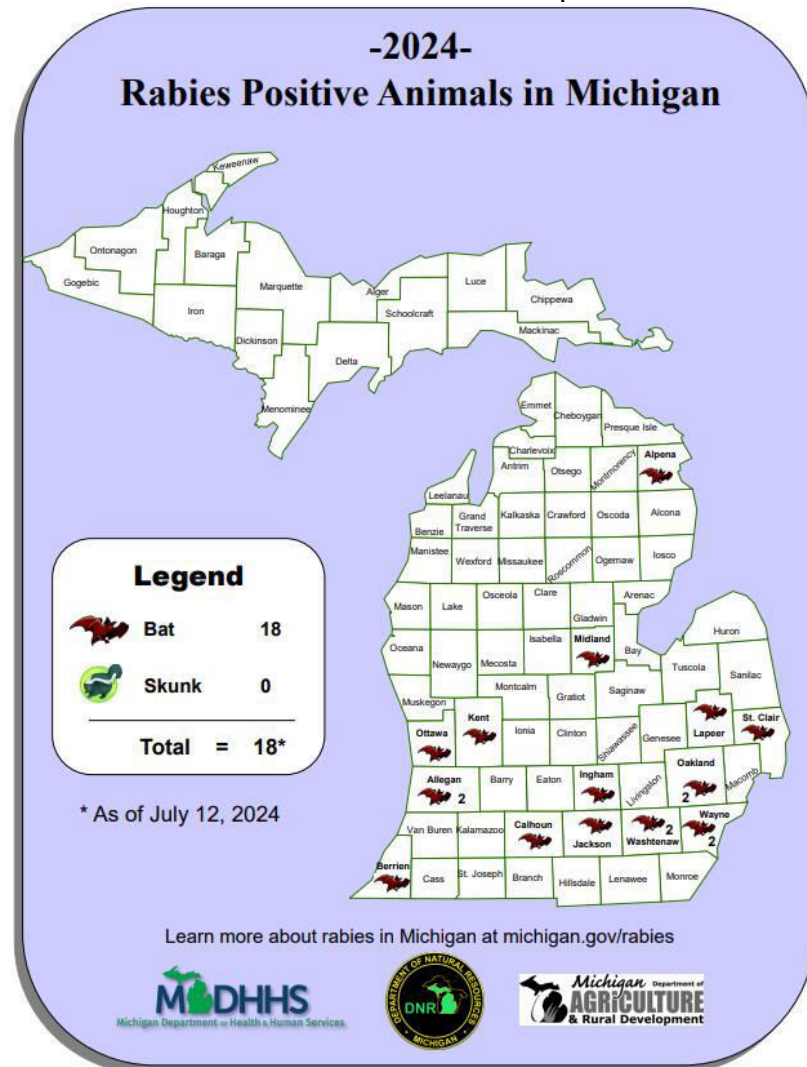 -2024-
Rabies Positive Animals in Michigan
Keweenaw
Houghton
Ontonagon
Baraga
Gogebic
Marquette
Iron
Dickinson
Menominee
Delta
Alger
Schoolcraft
Luce
Chippewa
Mackinac
Emmet
Cheboygan
Presque Isle
Charlevoix
Antrim
Otsego
Montmorency
Alpena
Leelanau
Benzie
Grand
Traverse
Kalkaska
Crawford
Oscoda
Alcona
Manistee
Wexford
Missaukee
Roscommon
Ogemaw
Iosco
Mason
Lake
Osceola
Clare
Gladwin
Arenac
Oceana
Newaygo
Mecosta
Isabella
Midland
Bay
Huron
Muskegon
Montcalm
Gratiot
Saginaw
Tuscola
Sanilac
Ottawa
Kent
Ionia
Clinton
Shiawassee
Genesee
Lapeer
St. Clair
Allegan
2
Barry
Eaton
Ingham
Livingston
Oakland
2
Macomb
Van Buren
Kalamazoo
Calhoun
Jackson
Washtenaw
2
Wayne
2
Berrien
Cass
St. Joseph
Branch
Hillsdale
Lenawee
Monroe
Legend
Bat 18
Skunk 0
Total = 18*
* As of July 12, 2024
Learn more about rabies in Michigan at michigan.gov/rabies
MDHHS
Michigan Department of Health & Human Services
DEPARTMENT OF NATURAL RESOURCES
DNR
MICHIGAN
Michigan Department of
AGRICULTURE
& Rural Development